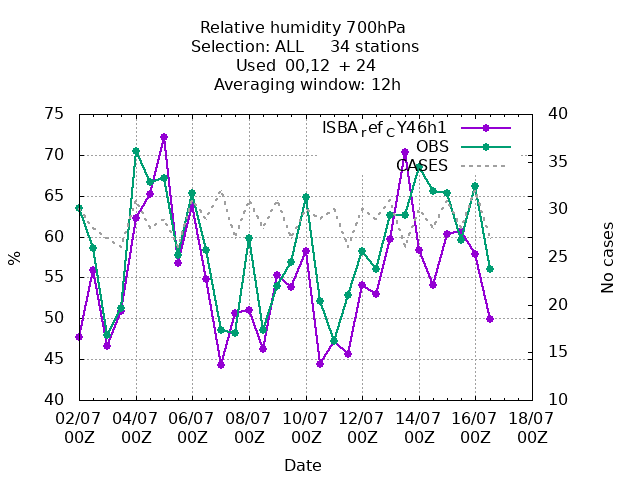 Relative humidity 700hPa
Selection: ALL 34 stations
Used 00,12 + 24
Averaging window: 12h
75 40
ISBA_ref_CY46h1
OBS
CASES
70 35
65 30
60
25
55
50 20
45 15
40 10
%
No cases
02/07 04/07 06/07 08/07 10/07 12/07 14/07 16/07 18/07
00Z 00Z 00Z 00Z 00Z 00Z 00Z 00Z 00Z
Date